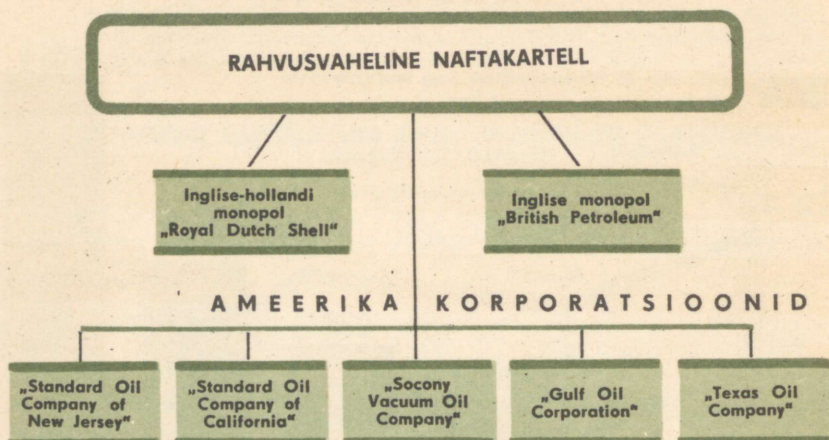 RAHVUSVAHELINE NAFTAKARTELL
Inglise-hollandi
monopol
„Royal Dutch Shell"
Inglise monopol
„British Petroleum"
AMEERIKA KORPORATSIOONID
„Standard Oil
Company of
New Jersey"
„Standard Oil
Company of
California"
„Socony
Vacuum Oil
Company"
„Gulf Oil
Corporation"
„Texas Oil
Company"